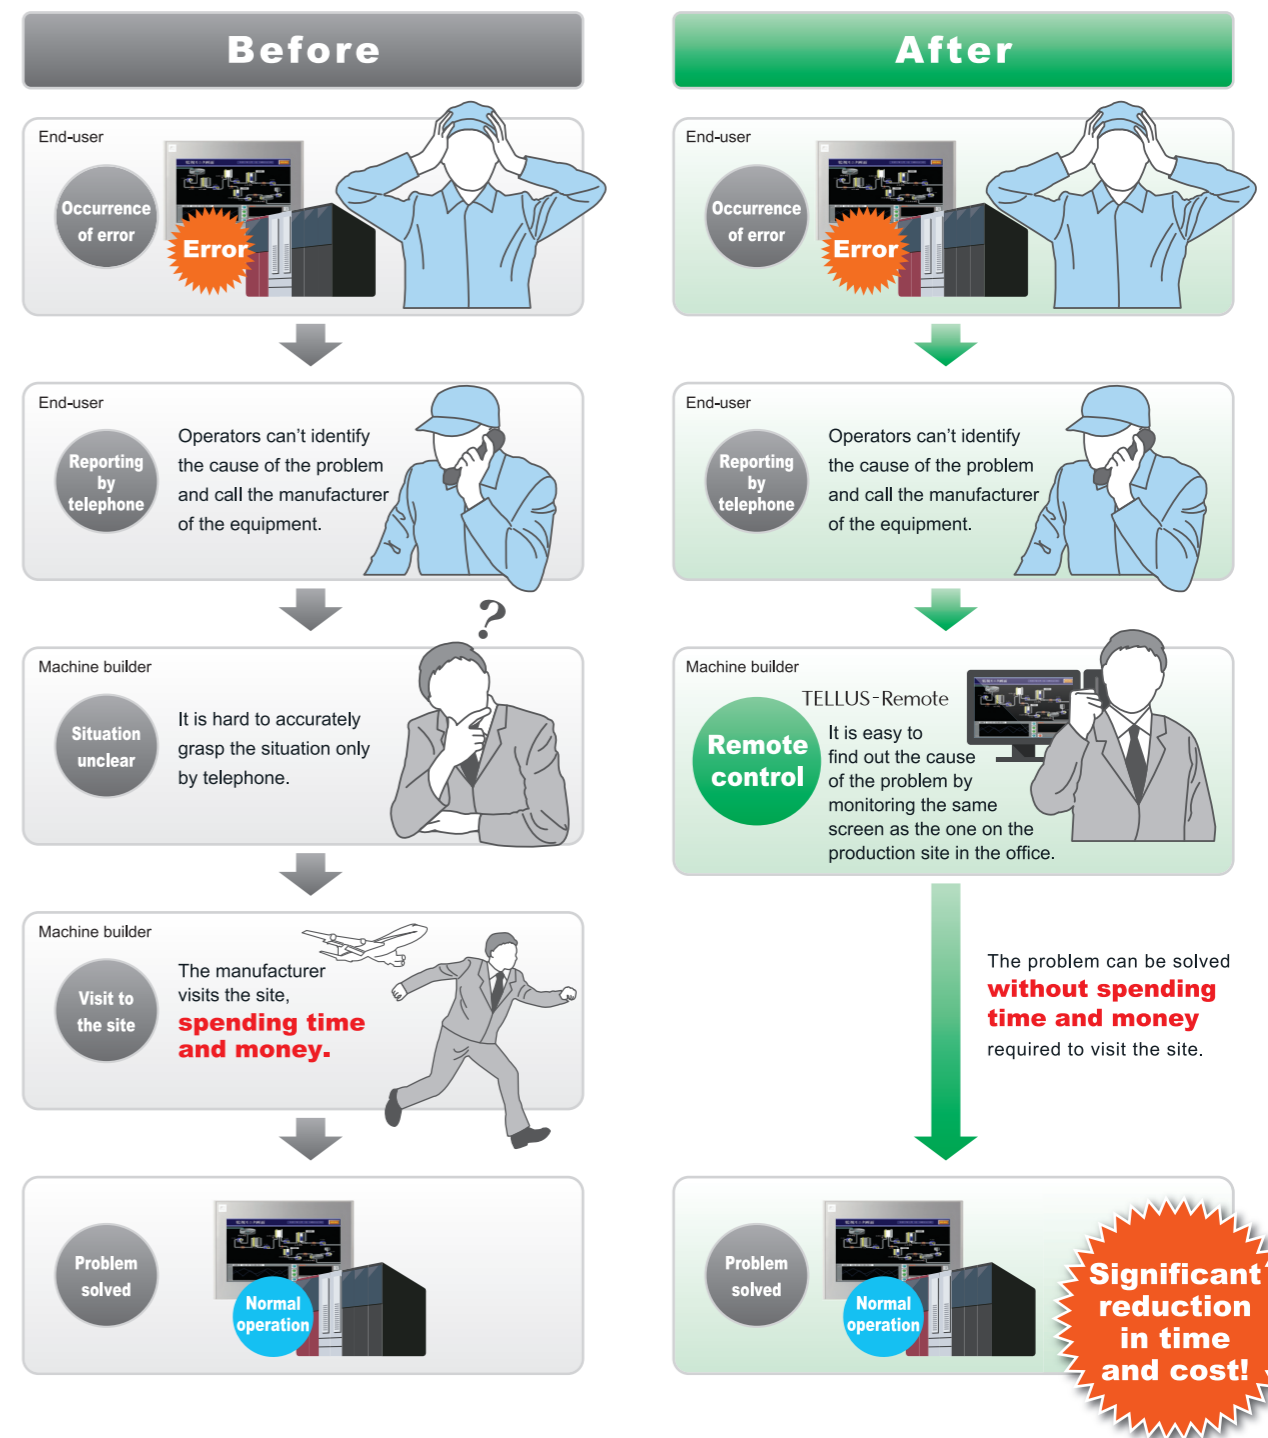 Before
End-user
Occurrence
of error
Error
End-user
Reporting
by
telephone
Operators can't identify
the cause of the problem
and call the manufacturer
of the equipment.
?
Machine builder
Situation
unclear
It is hard to accurately
grasp the situation only
by telephone.
Machine builder
Visit to
the site
The manufacturer
visits the site,
spending time
and money.
Problem
solved
Normal
operation
After
End-user
Occurrence
of error
Error
End-user
Reporting
by
telephone
Operators can't identify
the cause of the problem
and call the manufacturer
of the equipment.
Machine builder
Remote
control
TELLUS-Remote
It is easy to
find out the cause
of the problem by
monitoring the same
screen as the one on the
production site in the office.
The problem can be solved
without spending
time and money
required to visit the site.
Problem
solved
Normal
operation
Significant
reduction
in time
and cost!